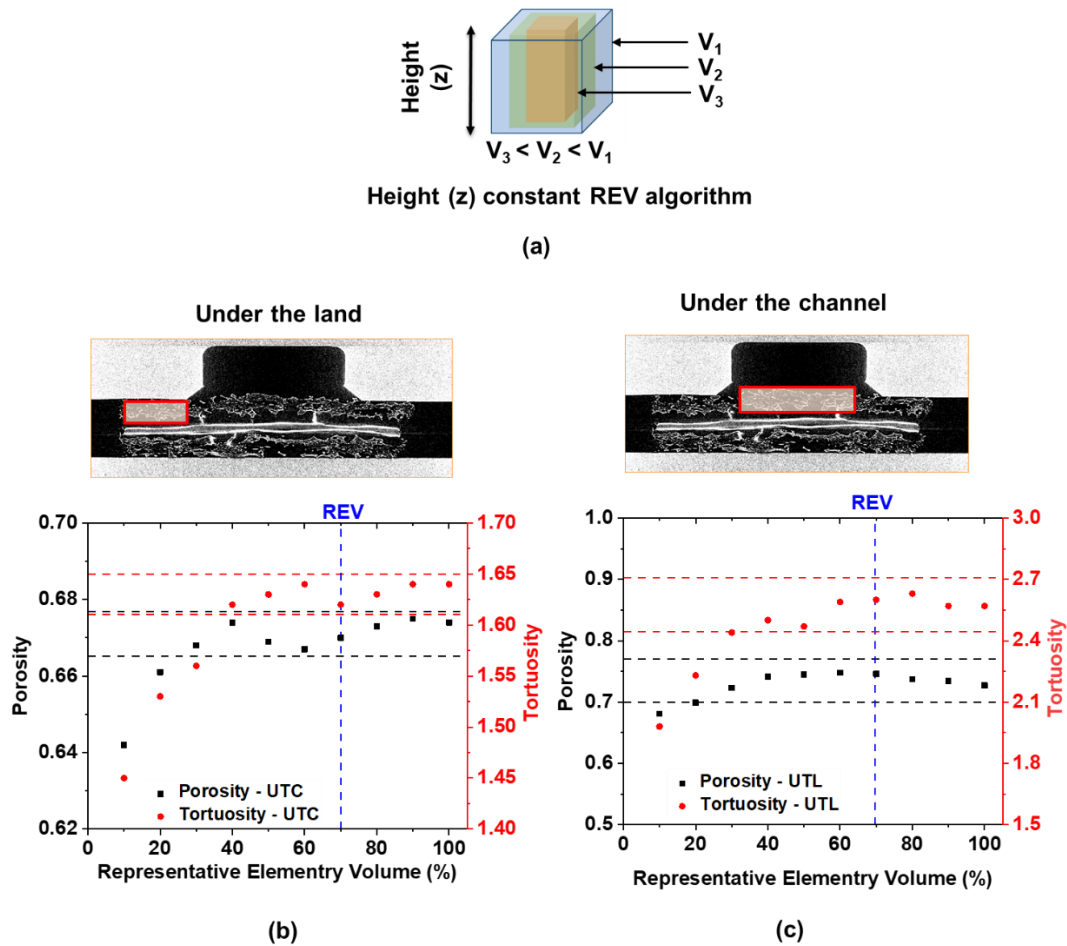 Height
(z)
V1
V2
V3
V3 < V2 < V1
Height (z) constant REV algorithm
(a)
Under the land
REV
0.70
0.68
0.66
0.64
0.62
Porosity
1.70
1.65
1.60
1.55
1.50
1.45
1.40
Tortuosity
Porosity - UTC
Tortuosity - UTC
0
20
40
60
80
100
Representative Elementry Volume (%)
(b)
Under the channel
REV
1.0
0.9
0.8
0.7
0.6
0.5
Porosity
3.0
2.7
2.4
2.1
1.8
1.5
Tortuosity
Porosity - UTL
Tortuosity - UTL
0
20
40
60
80
100
Representative Elementry Volume (%)
(c)